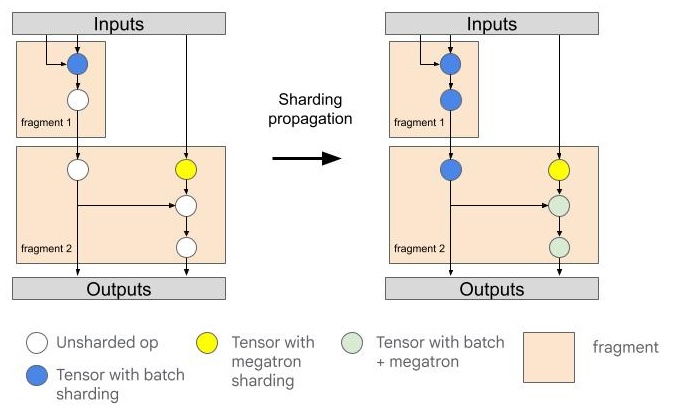 Inputs
fragment 1
fragment 2
Outputs
Sharding
propagation
Inputs
fragment 1
fragment 2
Outputs
Unsharded op
Tensor with batch
sharding
Tensor with
megatron
sharding
Tensor with batch
+ megatron
fragment